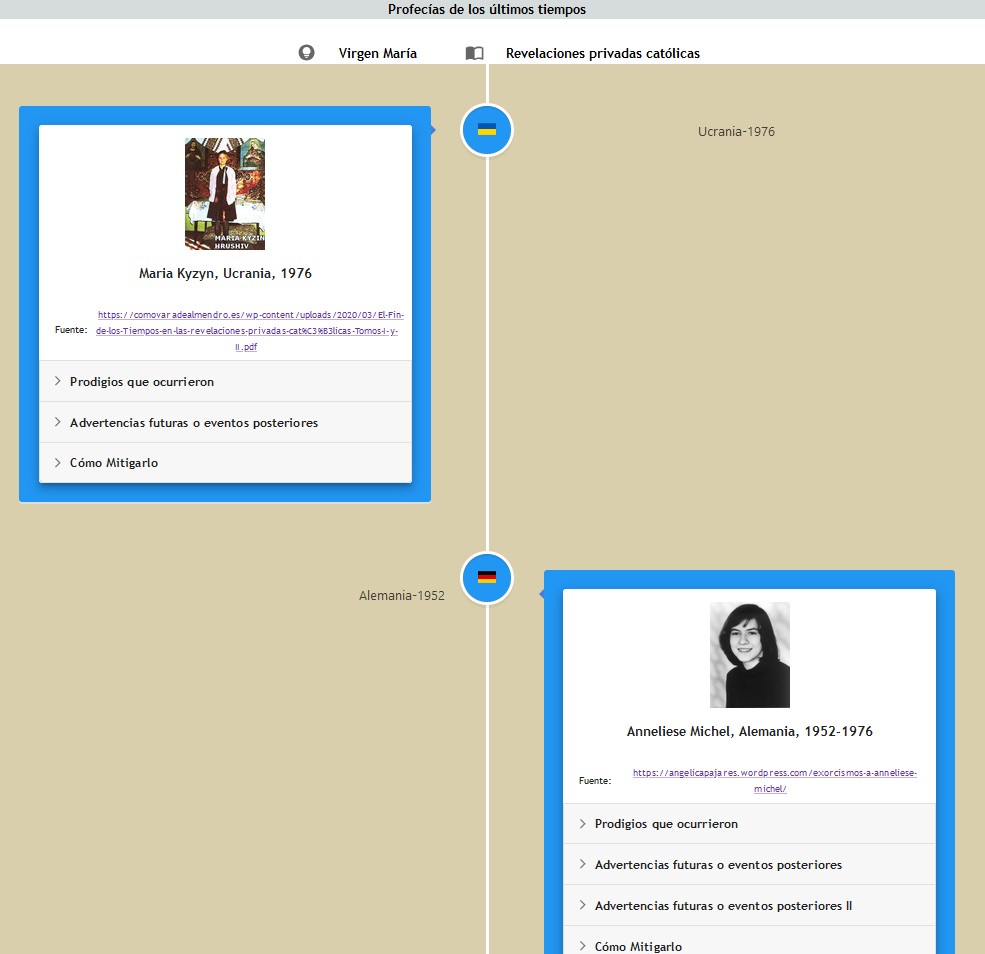 Profecías de los últimos tiempos
Virgen María
Revelaciones privadas católicas
Ucrania-1976
MARIA KYZIN
HRUSHIV
Maria Kyzyn, Ucrania, 1976
Fuente:
https://comovaradealmendro.es/wp-content/uploads/2020/03/El-Fin-
de-los-Tiempos-en-las-revelaciones-privadas-cat%C3%B3licas-Tomos-I-y-
II.pdf
Prodigios que ocurrieron
Advertencias futuras o eventos posteriores
Cómo Mitigarlo
Alemania-1952
Anneliese Michel, Alemania, 1952-1976
Fuente:
https://angelicapajares.wordpress.com/exorcismos-a-anneliese-
michel/
Prodigios que ocurrieron
Advertencias futuras o eventos posteriores
Advertencias futuras o eventos posteriores II
Cómo Mitigarlo